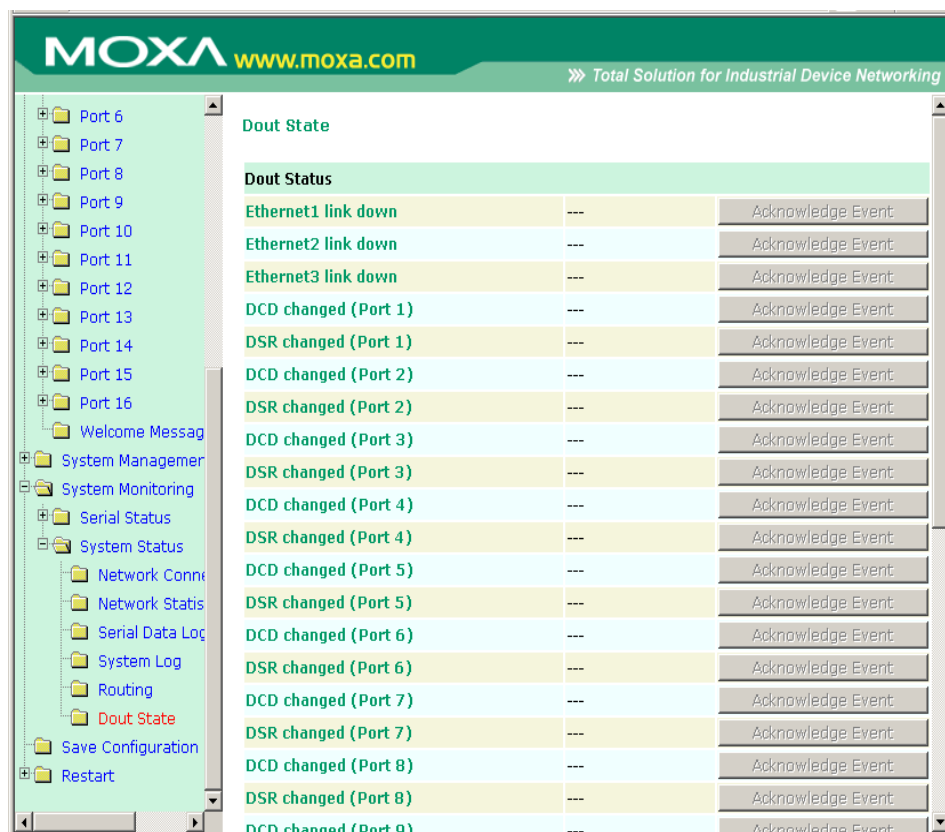 MOXA www.moxa.com
Total Solution for Industrial Device Networking
Port 6
Port 7
Port 8
Port 9
Port 10
Port 11
Port 12
Port 13
Port 14
Port 15
Port 16
Welcome Messag
System Managemer
System Monitoring
Serial Status
System Status
Network Conne
Network Statis
Serial Data Log
System Log
Routing
Dout State
Save Configuration
Restart
Dout State
Dout Status
Ethernet1 link down --- Acknowledge Event
Ethernet2 link down --- Acknowledge Event
Ethernet3 link down --- Acknowledge Event
DCD changed (Port 1) --- Acknowledge Event
DSR changed (Port 1) --- Acknowledge Event
DCD changed (Port 2) --- Acknowledge Event
DSR changed (Port 2) --- Acknowledge Event
DCD changed (Port 3) --- Acknowledge Event
DSR changed (Port 3) --- Acknowledge Event
DCD changed (Port 4) --- Acknowledge Event
DSR changed (Port 4) --- Acknowledge Event
DCD changed (Port 5) --- Acknowledge Event
DSR changed (Port 5) --- Acknowledge Event
DCD changed (Port 6) --- Acknowledge Event
DSR changed (Port 6) --- Acknowledge Event
DCD changed (Port 7) --- Acknowledge Event
DSR changed (Port 7) --- Acknowledge Event
DCD changed (Port 8) --- Acknowledge Event
DSR changed (Port 8) --- Acknowledge Event
DCD changed (Port 9) --- Acknowledge Event